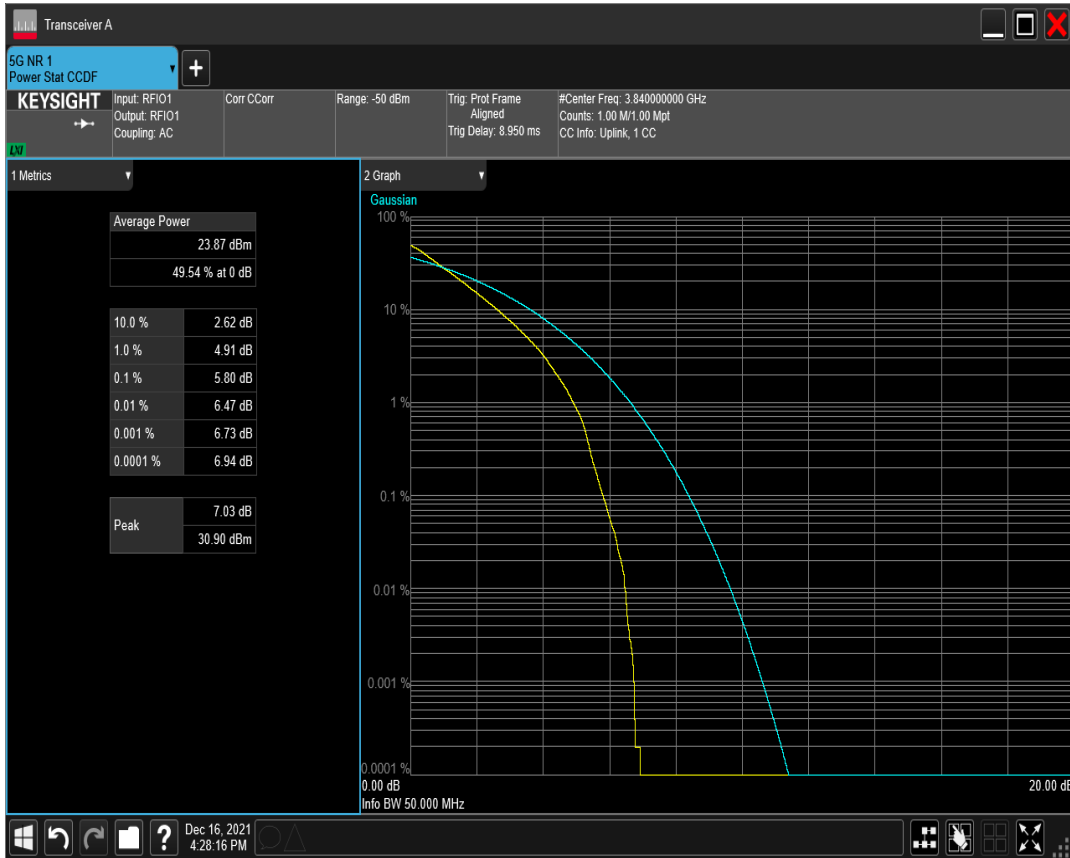 Transceiver A
5G NR 1
Power Stat CCDF
KEYSIGHT
LXI
Input: RFIO1
Output: RFIO1
Coupling: AC
Corr CCorr
Range: -50 dBm
Trig: Prot Frame
Aligned
Trig Delay: 8.950 ms
#Center Freq: 3.840000000 GHz
Counts: 1.00 M/1.00 Mpt
CC Info: Uplink, 1 CC
1 Metrics
Average Power
23.87 dBm
49.54 % at 0 dB
10.0 % 2.62 dB
1.0 % 4.91 dB
0.1 % 5.80 dB
0.01 % 6.47 dB
0.001 % 6.73 dB
0.0001 % 6.94 dB
Peak 7.03 dB
30.90 dBm
2 Graph
Gaussian
100 %
10 %
1 %
0.1 %
0.01 %
0.001 %
0.0001 %
0.00 dB 20.00 dB
Info BW 50.000 MHz
? Dec 16, 2021
4:28:16 PM